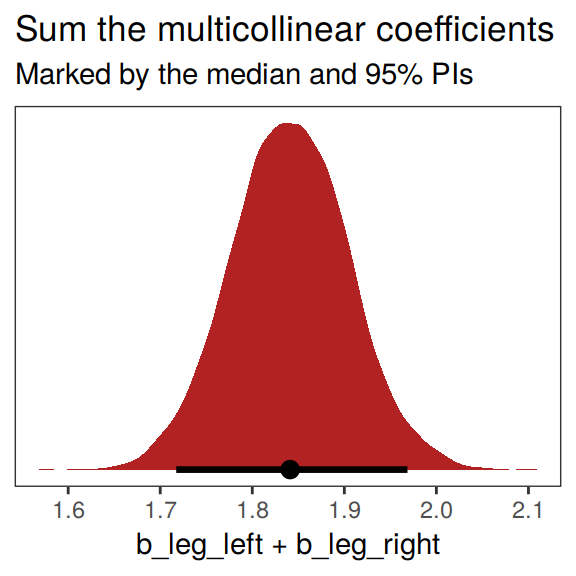 Sum the multicollinear coefficients
Marked by the median and 95% PIs
1.6 1.7 1.8 1.9 2.0 2.1
b_leg_left + b_leg_right